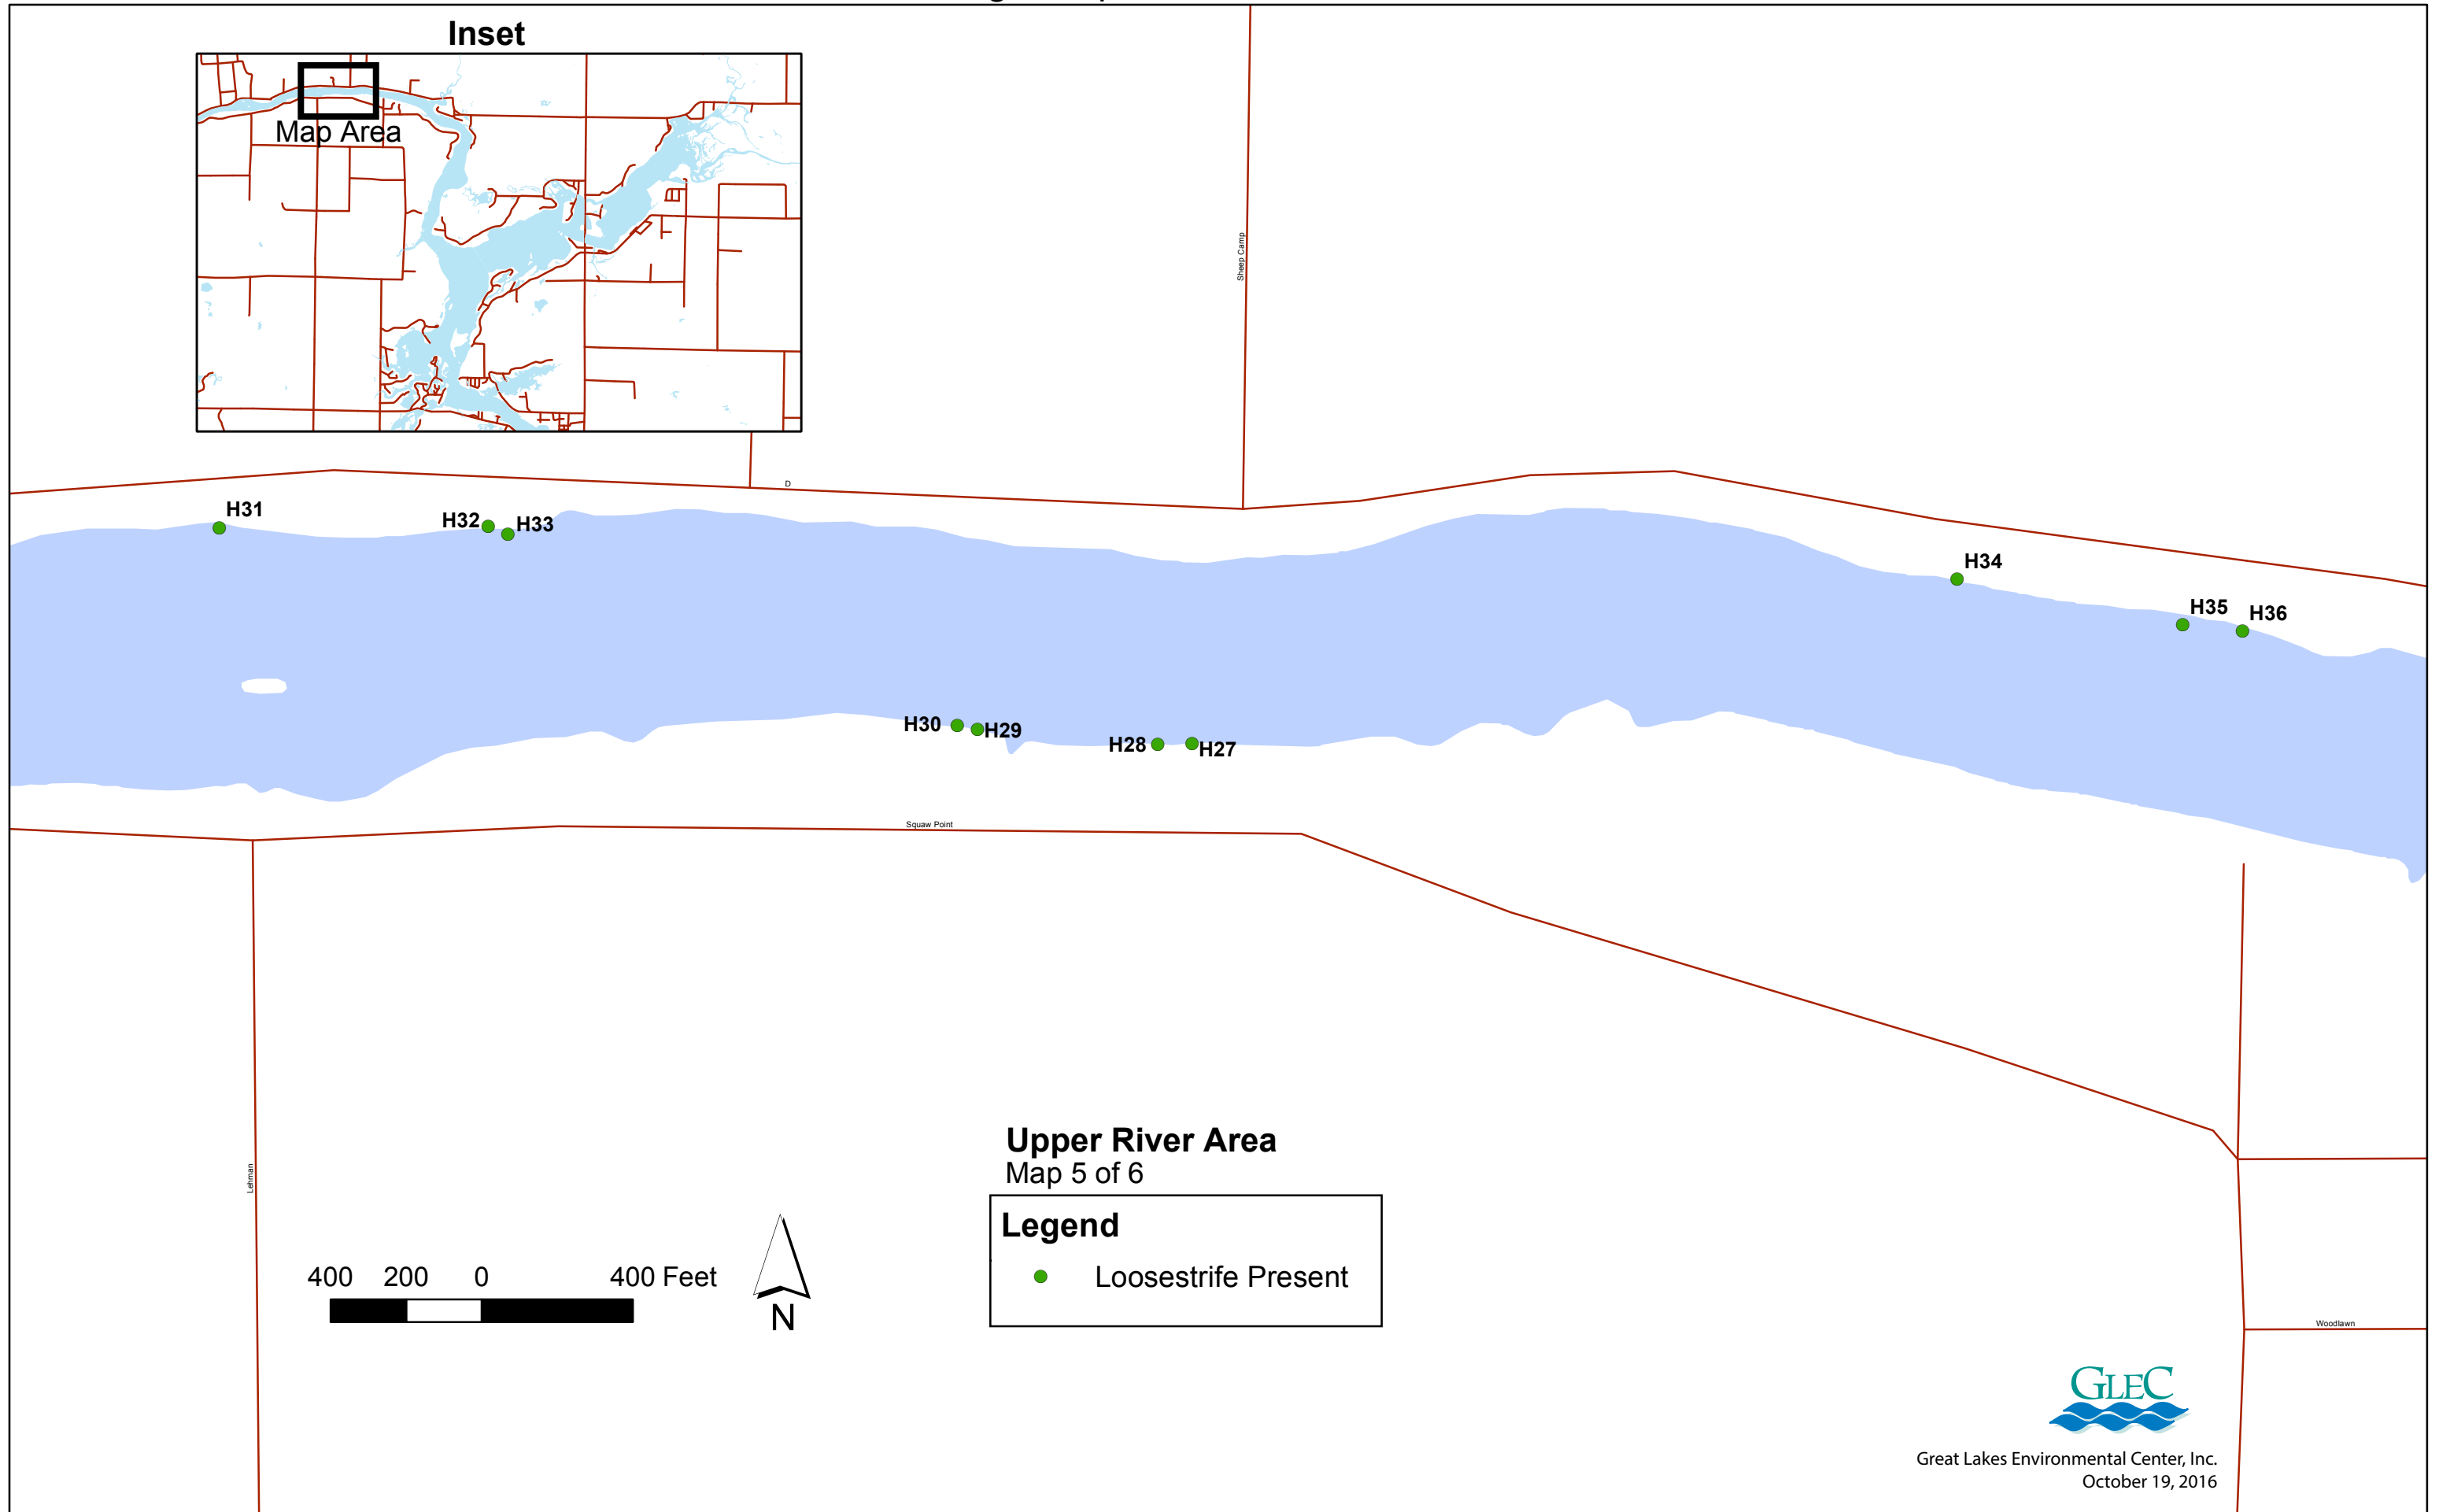 Inset
Map Area
Sheep Camp
D
H31
H32
H33
H34
H35
H36
H30
H29
H28
H27
Squaw Point
Lehman
Upper River Area
Map 5 of 6
Legend
Loosestrife Present
400 200 0 400 Feet
N
Woodlawn
GLEC
Great Lakes Environmental Center, Inc.
October 19, 2016